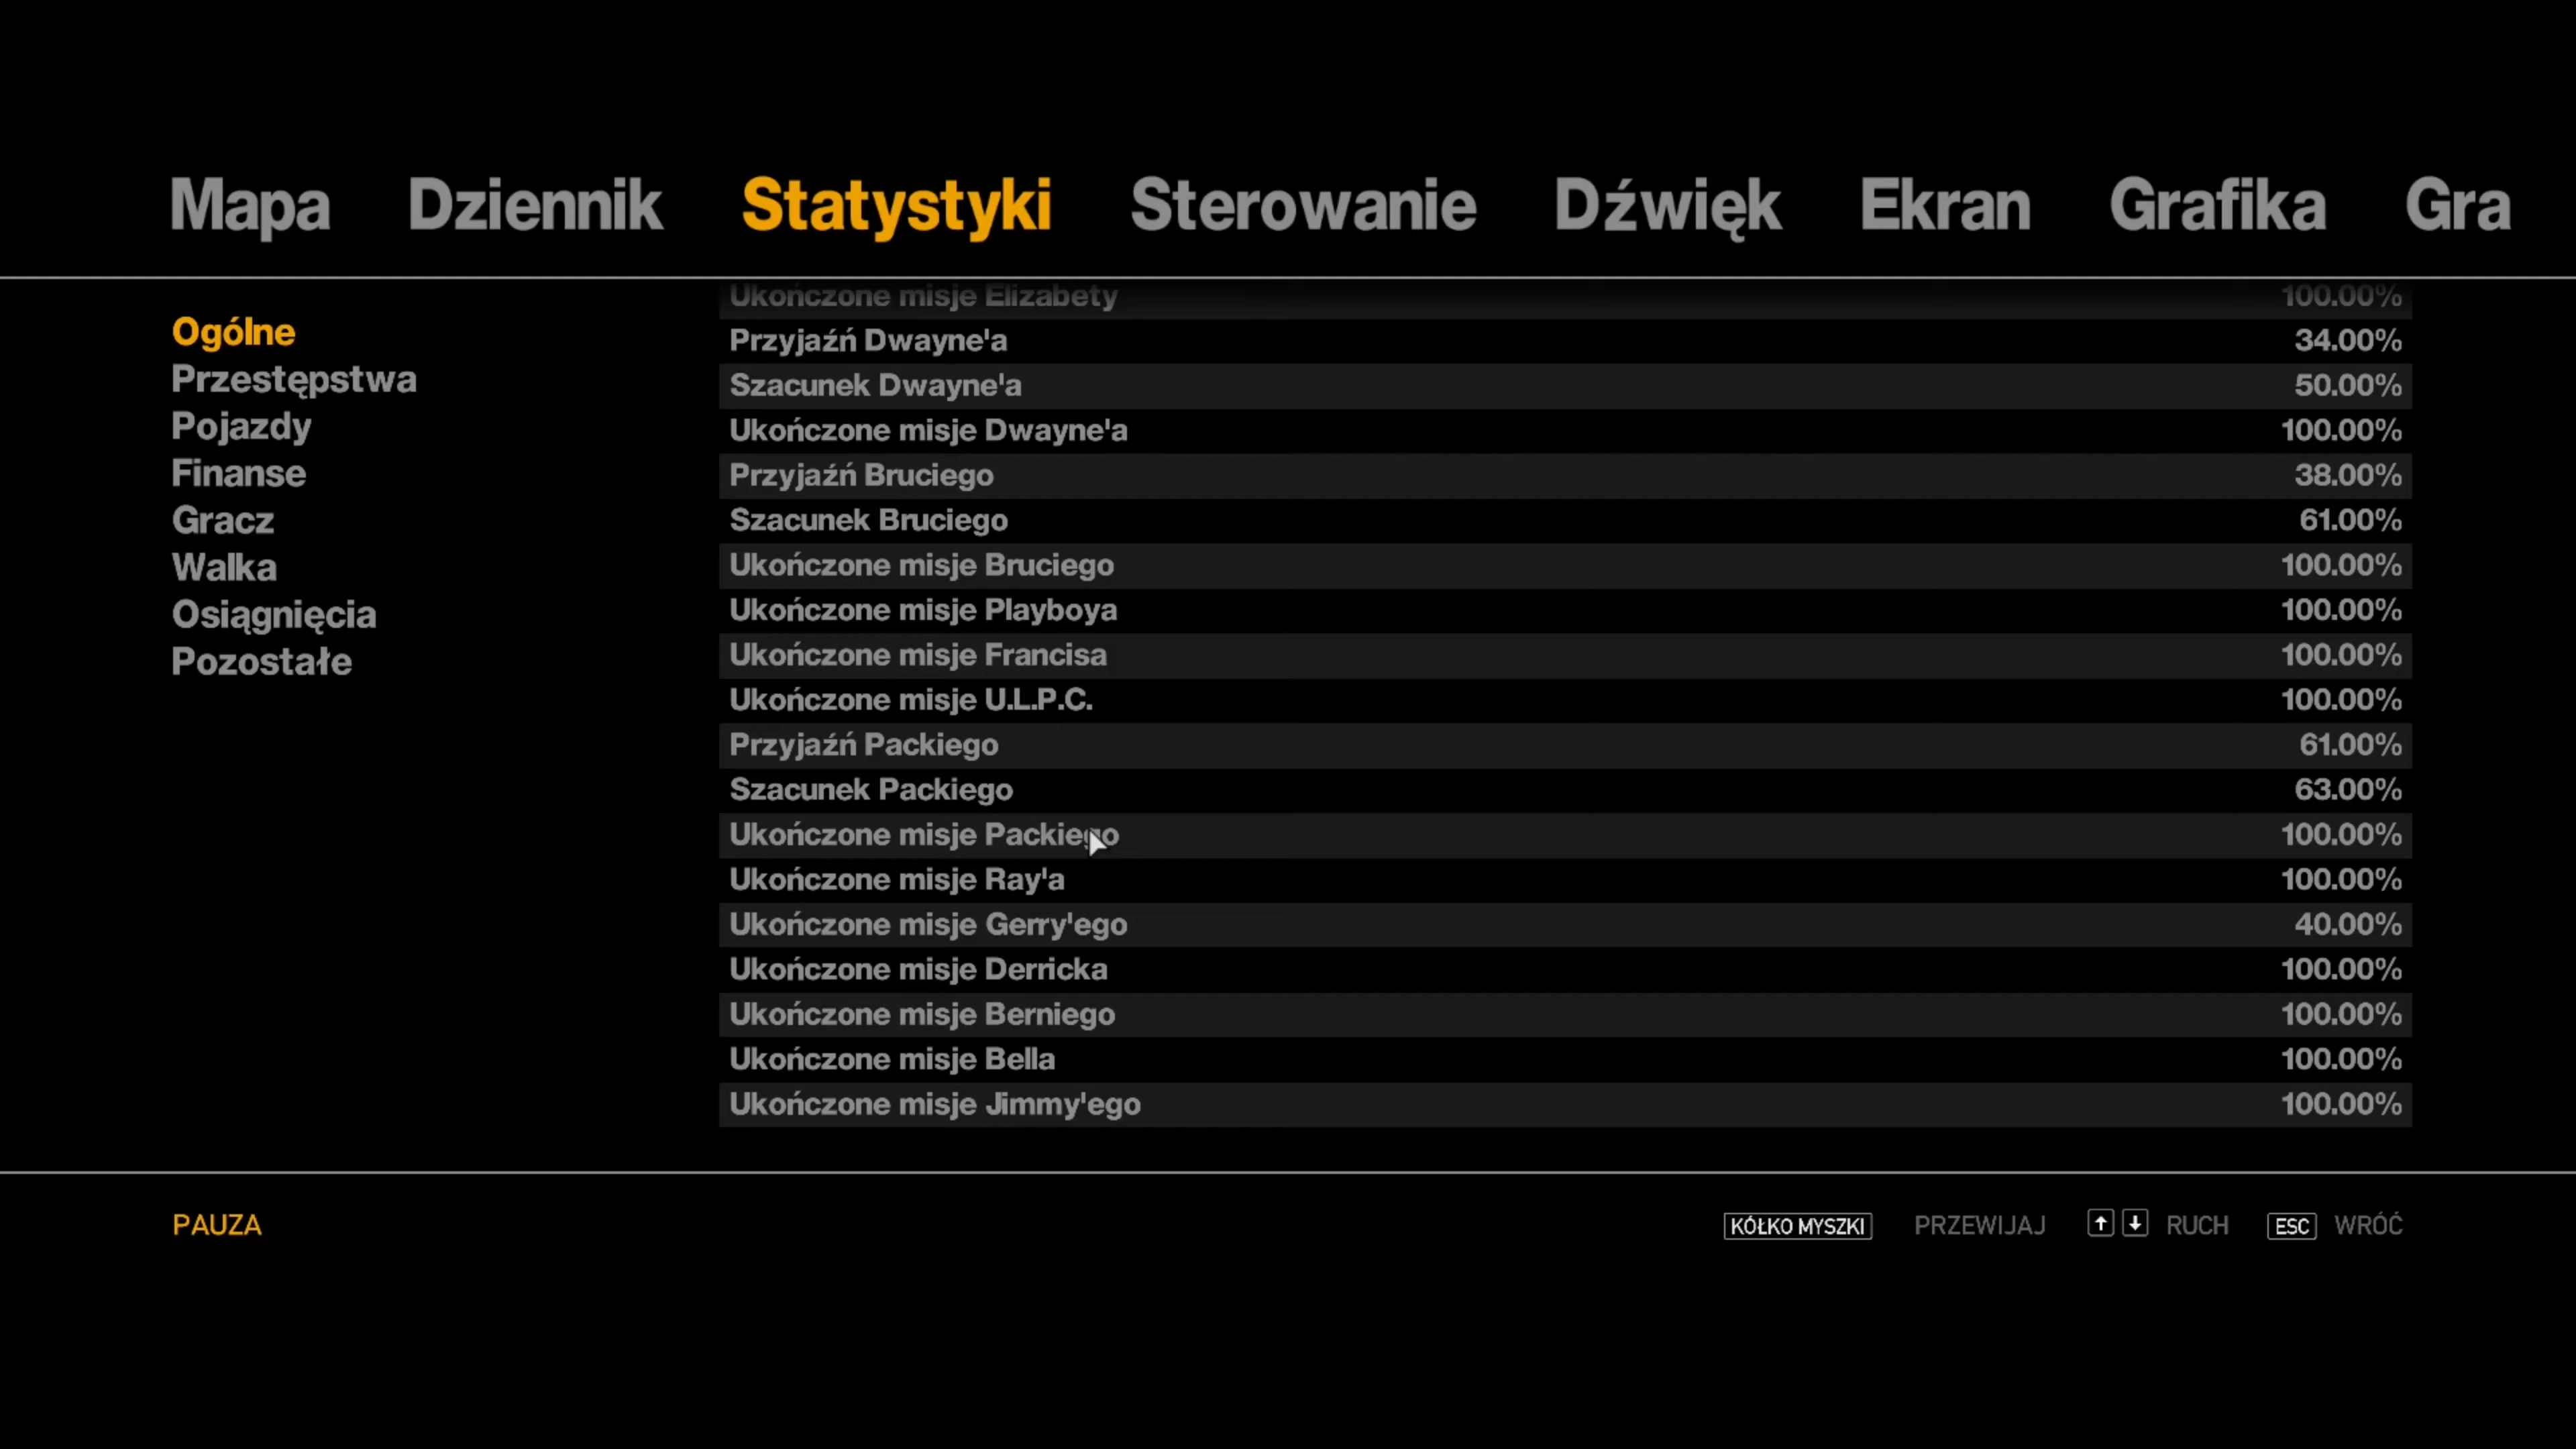 Mapa Dziennik Statystyki Sterowanie Dźwięk Ekran Grafika Gra
Ogólne
Przestępstwa
Pojazdy
Finanse
Gracz
Walka
Osiągnięcia
Pozostałe
Ukończone misje Elizabety 100.00%
Przyjaźń Dwayne'a 34.00%
Szacunek Dwayne'a 50.00%
Ukończone misje Dwayne'a 100.00%
Przyjaźń Bruciego 38.00%
Szacunek Bruciego 61.00%
Ukończone misje Bruciego 100.00%
Ukończone misje Playboya 100.00%
Ukończone misje Francisa 100.00%
Ukończone misje U.L.P.C. 100.00%
Przyjaźń Packiego 61.00%
Szacunek Packiego 63.00%
Ukończone misje Packiego 100.00%
Ukończone misje Ray'a 100.00%
Ukończone misje Gerry'ego 40.00%
Ukończone misje Derricka 100.00%
Ukończone misje Berniego 100.00%
Ukończone misje Bella 100.00%
Ukończone misje Jimmy'ego 100.00%
PAUZA KÓŁKO MYSZKI PRZEWIJAJ RUCH ESC WRÓĆ